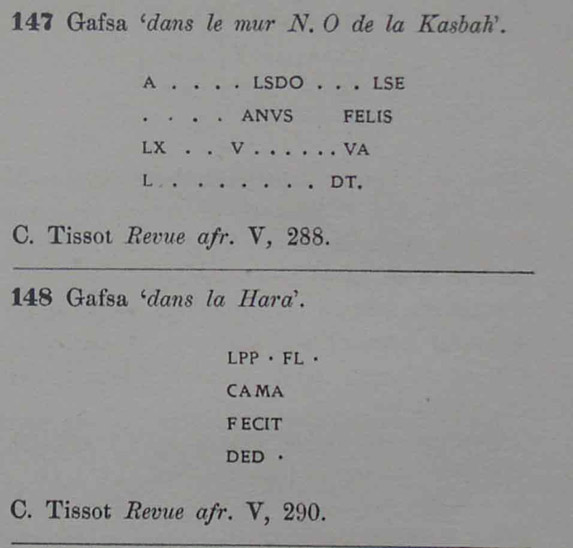 147 Gafsa ‘dans le mur N. O de la Kasbah’.
A . . . . LSDO . . . LSE
. . . . ANVS FELIS
LX . . V . . . . . . VA
L . . . . . . . . DT.
C. Tissot Revue afr. V, 288.
148 Gafsa ‘dans la Hara’.
LPP · FL ·
CAMA
FECIT
DED ·
C. Tissot Revue afr. V, 290.